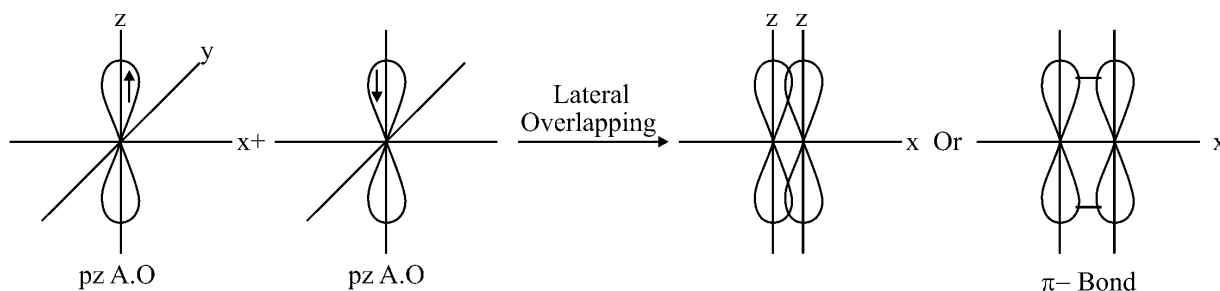 z
y
x+
pz A.O
pz A.O
Lateral
Overlapping
z z
x Or
x
π– Bond